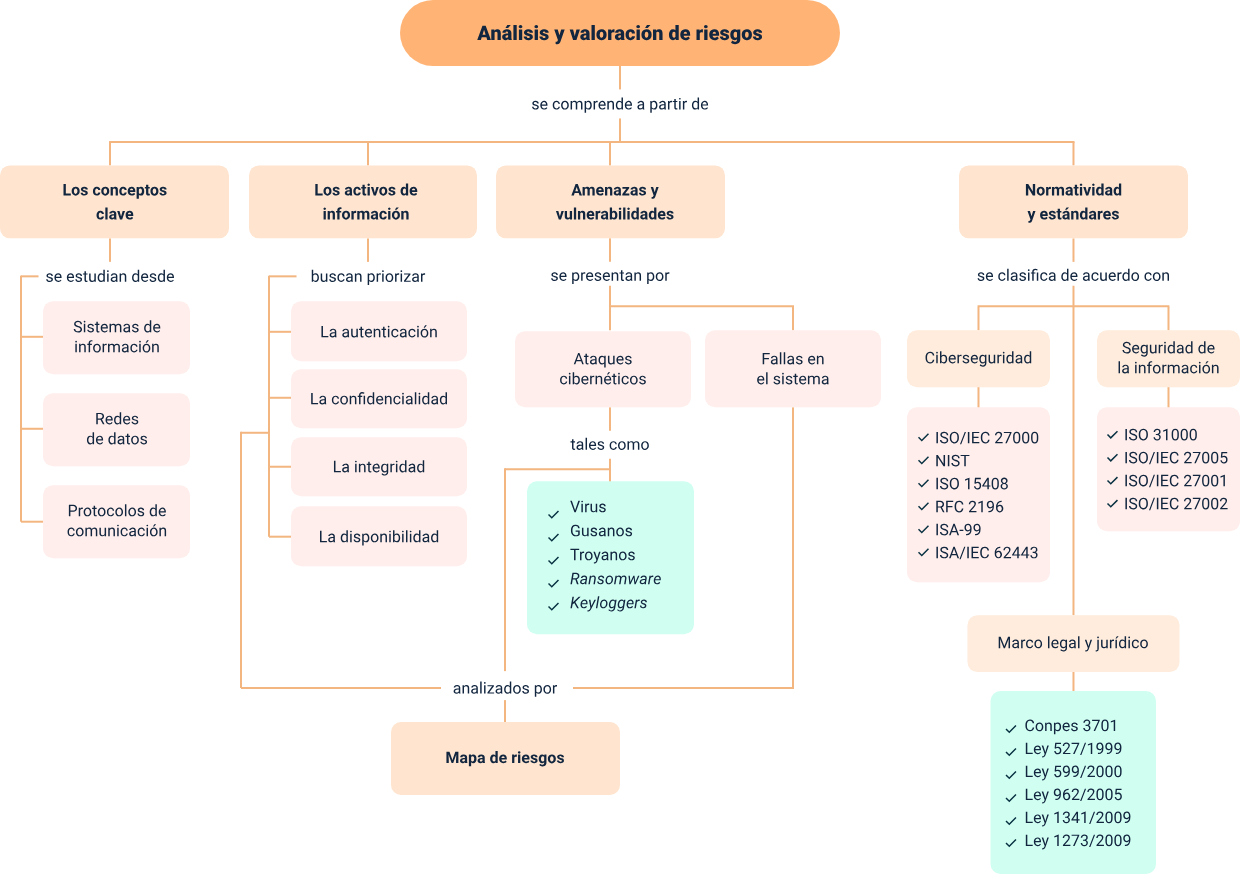 Análisis y valoración de riesgos
se comprende a partir de
Los conceptos
clave
se estudian desde
Sistemas de
información
Redes
de datos
Protocolos de
comunicación
Los activos de
información
buscan priorizar
La autenticación
La confidencialidad
La integridad
La disponibilidad
Amenazas y
vulnerabilidades
se presentan por
Ataques
cibernéticos
Fallas en
el sistema
tales como
Virus
Gusanos
Troyanos
Ransomware
Keyloggers
analizados por
Mapa de riesgos
Normatividad
y estándares
se clasifica de acuerdo con
Ciberseguridad
ISO/IEC 27000
NIST
ISO 15408
RFC 2196
ISA-99
ISA/IEC 62443
Seguridad de
la información
ISO 31000
ISO/IEC 27005
ISO/IEC 27001
ISO/IEC 27002
Marco legal y jurídico
Conpes 3701
Ley 527/1999
Ley 599/2000
Ley 962/2005
Ley 1341/2009
Ley 1273/2009